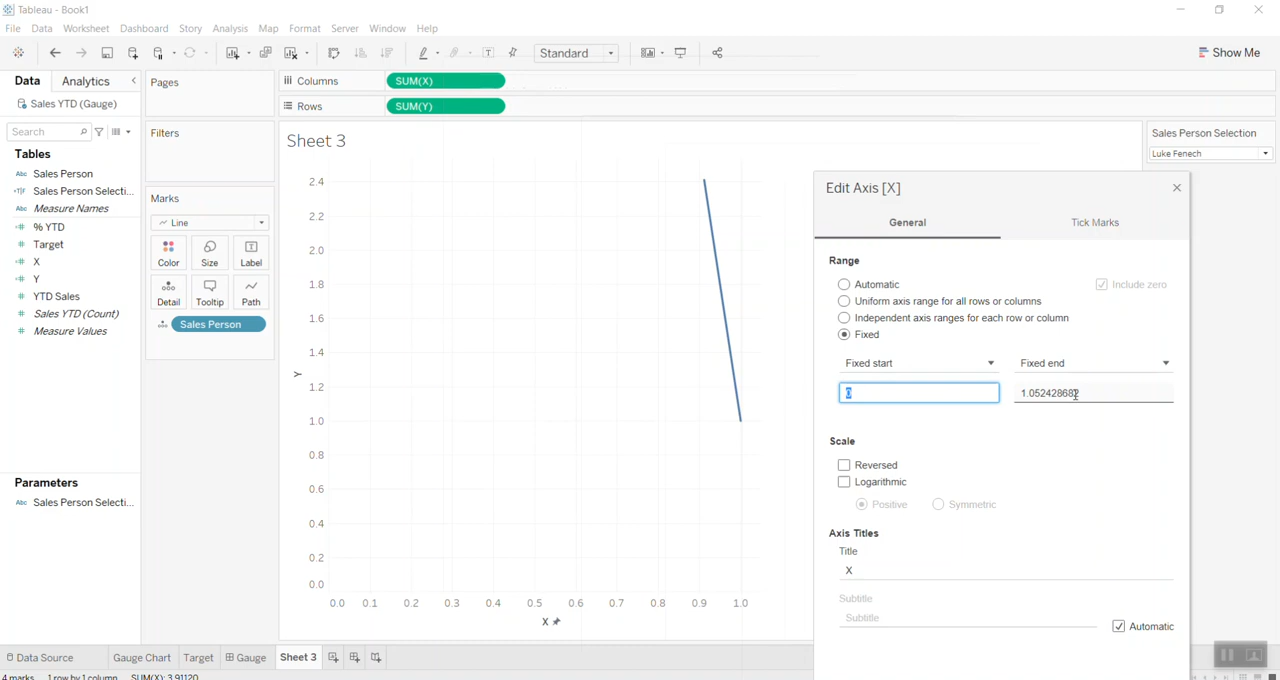 Tableau - Book1
File Data Worksheet Dashboard Story Analysis Map Format Server Window Help
Standard
Show Me
Data Analytics
Pages
Columns SUM(X)
Sales YTD (Gauge)
Rows SUM(Y)
Search
Filters
Sheet 3
Sales Person Selection
Luke Fenech
Tables
Abc Sales Person
Sales Person Selecti...
Abc Measure Names
% YTD
Target
X
Y
YTD Sales
Sales YTD (Count)
Measure Values
Marks
Line
Color Size Label
Detail Tooltip Path
Sales Person
Parameters
Abc Sales Person Selecti...
2.4
2.2
2.0
1.8
1.6
1.4
1.2
1.0
0.8
0.6
0.4
0.2
0.0
Y
0.0 0.1 0.2 0.3 0.4 0.5 0.6 0.7 0.8 0.9 1.0
X
Edit Axis [X]
General Tick Marks
Range
Automatic Include zero
Uniform axis range for all rows or columns
Independent axis ranges for each row or column
Fixed
Fixed start Fixed end
0 1.052428682
Scale
Reversed
Logarithmic
Positive Symmetric
Axis Titles
Title
X
Subtitle
Subtitle
Automatic
Data Source Gauge Chart Target Gauge Sheet 3
4 marks 1 row by 1 column SUM(X): 3.91120